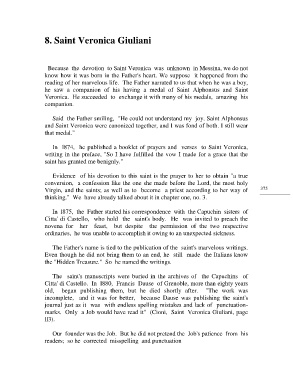 8. Saint Veronica Giuliani
Because the devotion to Saint Veronica was unknown in Messina, we do not
know how it was born in the Father's heart. We suppose it happened from the
reading of her marvelous life. The Father narrated to us that when he was a boy,
he saw a companion of his having a medal of Saint Alphonsus and Saint
Veronica. He succeeded to exchange it with many of his medals, amazing his
companion.
Said the Father smiling, "He could not understand my joy. Saint Alphonsus
and Saint Veronica were canonized together, and I was fond of both. I still wear
that medal."
In 1874, he published a booklet of prayers and verses to Saint Veronica,
writing in the preface, "So I have fulfilled the vow I made for a grace that the
saint has granted me benignly."
Evidence of his devotion to this saint is the prayer to her to obtain "a true
conversion, a confession like the one she made before the Lord, the most holy
Virgin, and the saints; as well as to become a priest according to her way of
thinking." We have already talked about it in chapter one, no. 3.
In 1875, the Father started his correspondence with the Capuchin sisters of
Citta' di Castello, who hold the saint's body. He was invited to preach the
novena for her feast, but despite the permission of the two respective
ordinaries, he was unable to accomplish it owing to an unexpected sickness.
The Father's name is tied to the publication of the saint's marvelous writings.
Even though he did not bring them to an end, he still made the Italians know
the "Hidden Treasure." So he named the writings.
The saint's manuscripts were buried in the archives of the Capuchins of
Citta' di Castello. In 1880, Francis Dausse of Grenoble, more than eighty years
old, began publishing them, but he died shortly after. "The work was
incomplete, and it was for better, because Dausse was publishing the saint's
journal just as it was with endless spelling mistakes and lack of punctuation-
marks. Only a Job would have read it" (Cioni, Saint Veronica Giuliani, page
113).
Our founder was the Job. But he did not pretend the Job's patience from his
readers; so he corrected misspelling and punctuation